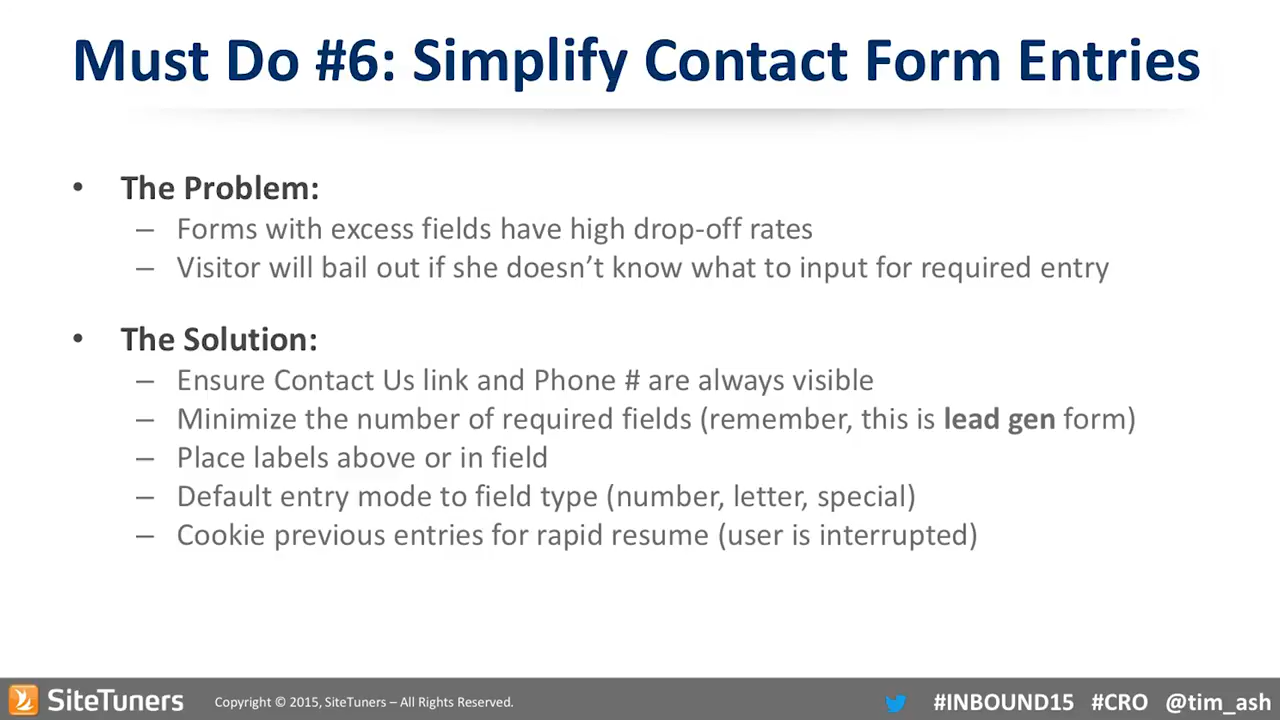 Must Do #6: Simplify Contact Form Entries
• The Problem:
– Forms with excess fields have high drop-off rates
– Visitor will bail out if she doesn’t know what to input for required entry
• The Solution:
– Ensure Contact Us link and Phone # are always visible
– Minimize the number of required fields (remember, this is lead gen form)
– Place labels above or in field
– Default entry mode to field type (number, letter, special)
– Cookie previous entries for rapid resume (user is interrupted)
SiteTuners Copyright © 2015, SiteTuners – All Rights Reserved. #INBOUND15 #CRO @tim_ash